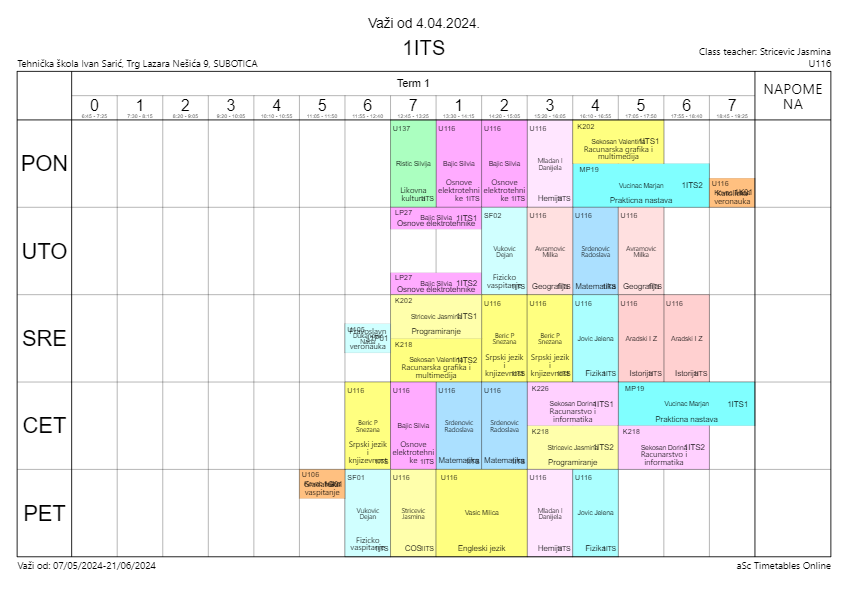 Važi od 4.04.2024.
1ITS
Class teacher: Stricevic Jasmina
Tehnička škola Ivan Sarić, Trg Lazara Nešića 9, SUBOTICA
U116
Term 1
NAPOME
NA
0 1 2 3 4 5 6 7 1 2 3 4 5 6 7
6:45 - 7:25 7:30 - 8:15 8:20 - 9:05 9:20 - 10:05 10:10 - 10:55 11:05 - 11:50 11:55 - 12:40 12:45 - 13:25 13:30 - 14:15 14:20 - 15:05 15:20 - 16:05 16:10 - 16:55 17:05 - 17:50 17:55 - 18:40 18:45 - 19:25
PON
U137
Ristic Silvija
Likovna
kultura 1ITS
U116
Bajic Silvia
Osnove
elektrotehni
ke 1ITS
U116
Bajic Silvia
Osnove
elektrotehni
ke 1ITS
U116
Mladan I
Danijela
Hemija 1ITS
K202
Sekosan Valentina 1ITS1
Racunarska grafika i
multimedija
MP19
Vucinac Marjan 1ITS2
Prakticna nastava
U116
veronauka
UTO
LP27
Bajic Silvia 1ITS1
Osnove elektrotehnike
LP27
Bajic Silvia 1ITS2
Osnove elektrotehnike
SF02
Vukovic
Dejan
Fizicko
vaspitanje 1ITS
U116
Avramovic
Milka
Geografija 1ITS
U116
Srdenovic
Radoslava
Matematika 1ITS
U116
Avramovic
Milka
Geografija 1ITS
SRE
U105
veronauka
K202
Stricevic Jasmina 1ITS1
Programiranje
K218
Sekosan Valentina 1ITS2
Racunarska grafika i
multimedija
U116
Beric P
Snezana
Srpski jezik
i
knjizevnost 1ITS
U116
Beric P
Snezana
Srpski jezik
i
knjizevnost 1ITS
U116
Jovic Jelena
Fizika 1ITS
U116
Aradski I Z
Istorija 1ITS
U116
Aradski I Z
Istorija 1ITS
CET
U116
Beric P
Snezana
Srpski jezik
i
knjizevnost 1ITS
U116
Bajic Silvia
Osnove
elektrotehni
ke 1ITS
U116
Srdenovic
Radoslava
Matematika 1ITS
U116
Srdenovic
Radoslava
Matematika 1ITS
K226
Sekosan Dorina 1ITS1
Racunarstvo i
informatika
K218
Stricevic Jasmina 1ITS2
Programiranje
MP19
Vucinac Marjan 1ITS1
Prakticna nastava
K218
Sekosan Dorina 1ITS2
Racunarstvo i
informatika
PET
U106
vaspitanje
SF01
Vukovic
Dejan
Fizicko
vaspitanje 1ITS
U116
Stricevic
Jasmina
COS 1ITS
U116
Vasic Milica
Engleski jezik
U116
Mladan I
Danijela
Hemija 1ITS
U116
Jovic Jelena
Fizika 1ITS
Važi od: 07/05/2024-21/06/2024
aSc Timetables Online